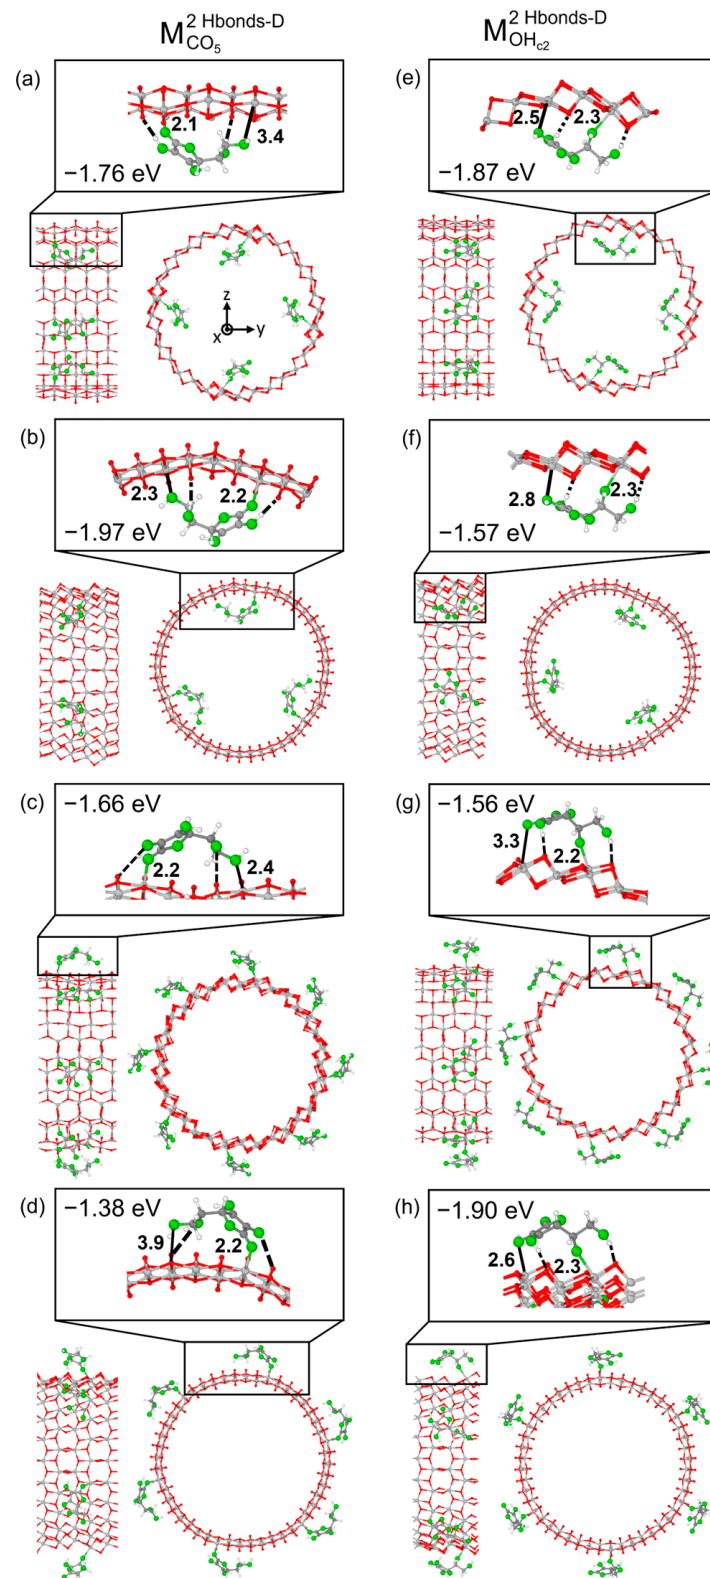 M CO5 2 Hbonds-D
M OHc2 2 Hbonds-D
(a)
2.1
3.4
−1.76 eV
z
x
y
(e)
2.5
2.3
−1.87 eV
(b)
2.3
2.2
−1.97 eV
(f)
2.8
2.3
−1.57 eV
(c)
−1.66 eV
2.2
2.4
(g)
−1.56 eV
3.3
2.2
(d)
−1.38 eV
3.9
2.2
(h)
−1.90 eV
2.6
2.3